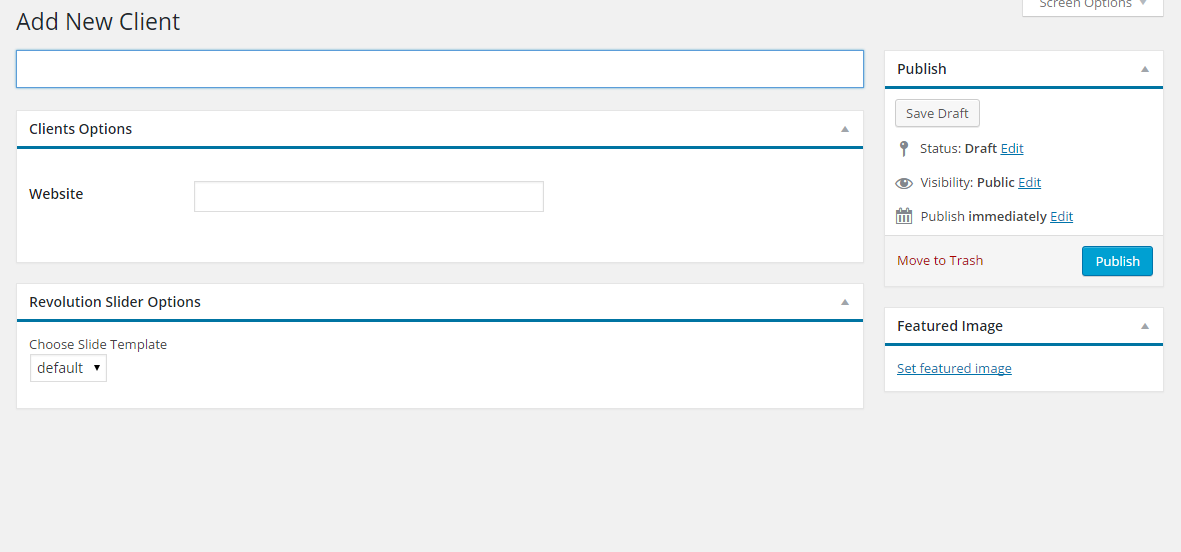 Screen Options
Add New Client
Clients Options
Website
Revolution Slider Options
Choose Slide Template
default
Publish
Save Draft
Status: Draft Edit
Visibility: Public Edit
Publish immediately Edit
Move to Trash
Publish
Featured Image
Set featured image